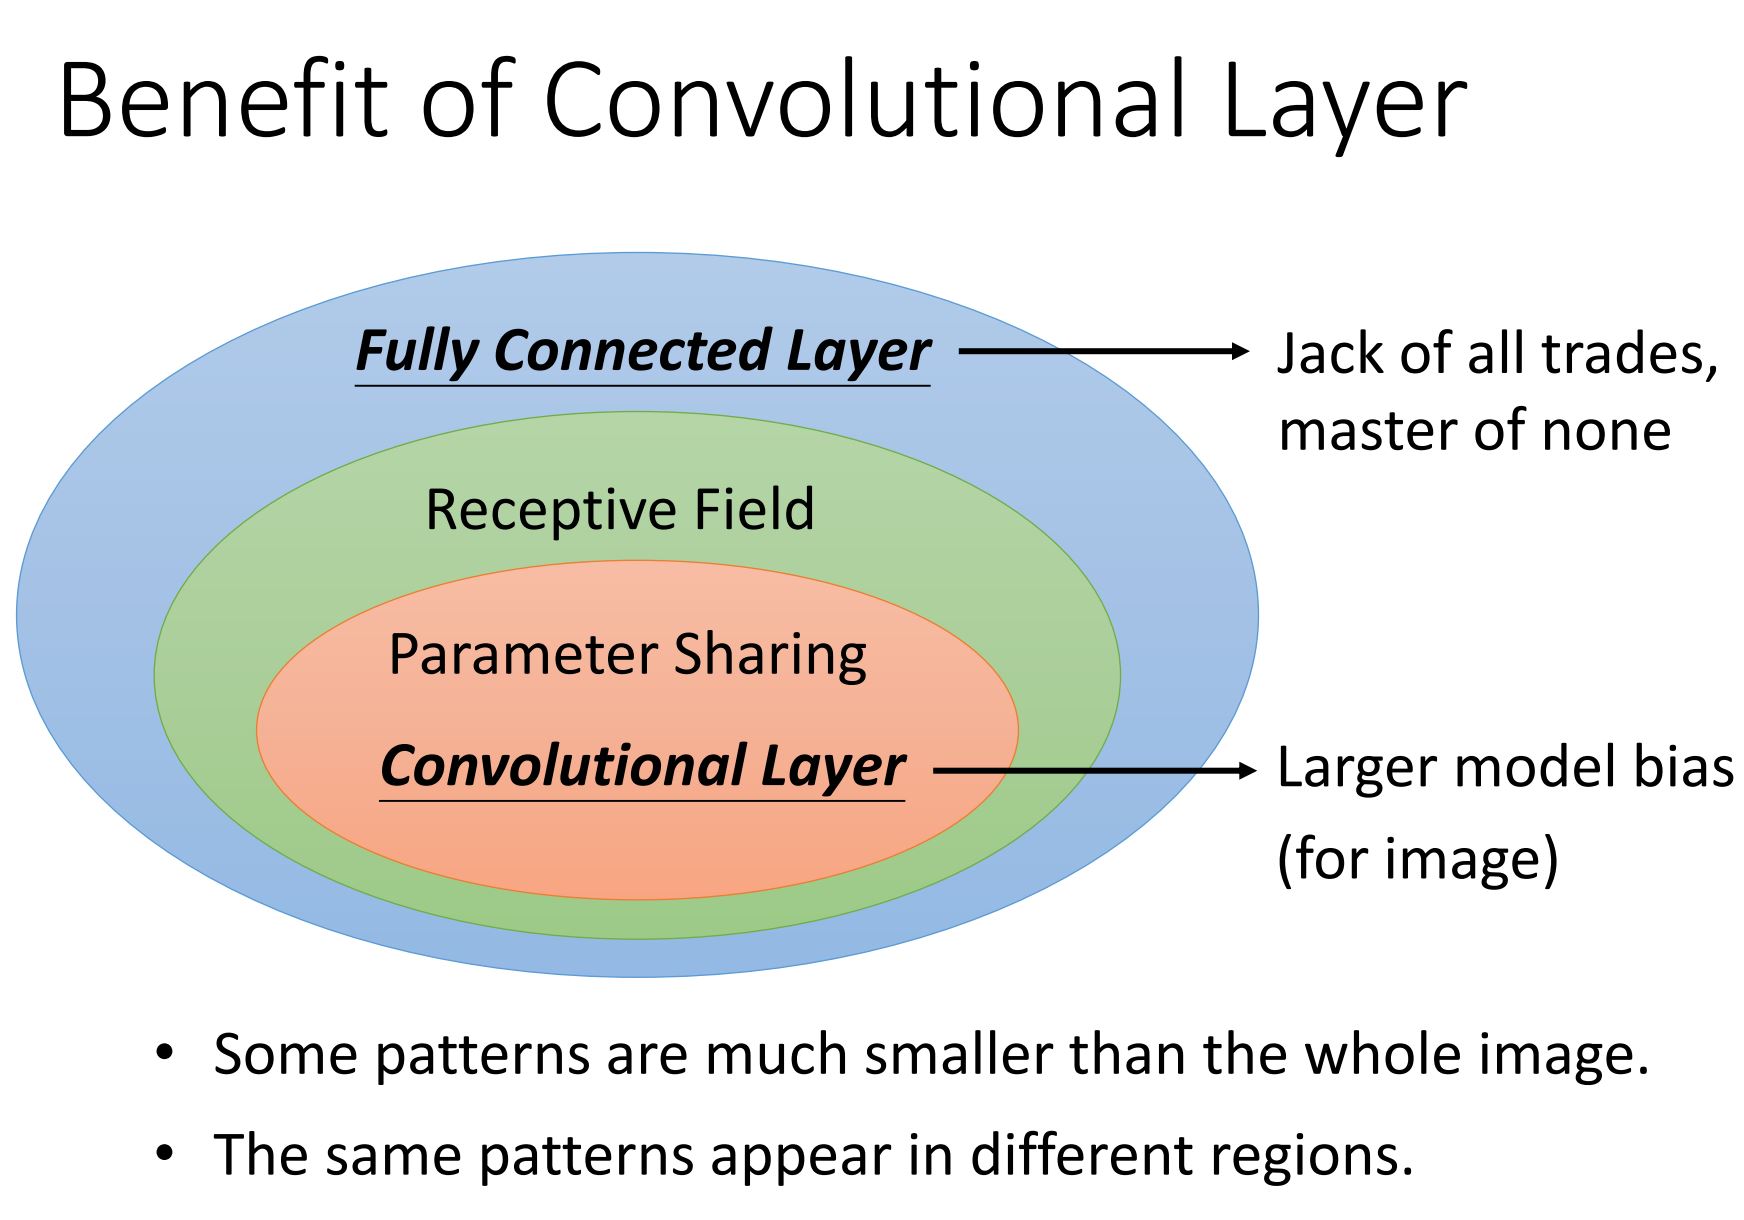 Benefit of Convolutional Layer
Fully Connected Layer
Jack of all trades,
master of none
Receptive Field
Parameter Sharing
Convolutional Layer
Larger model bias
(for image)
• Some patterns are much smaller than the whole image.
• The same patterns appear in different regions.